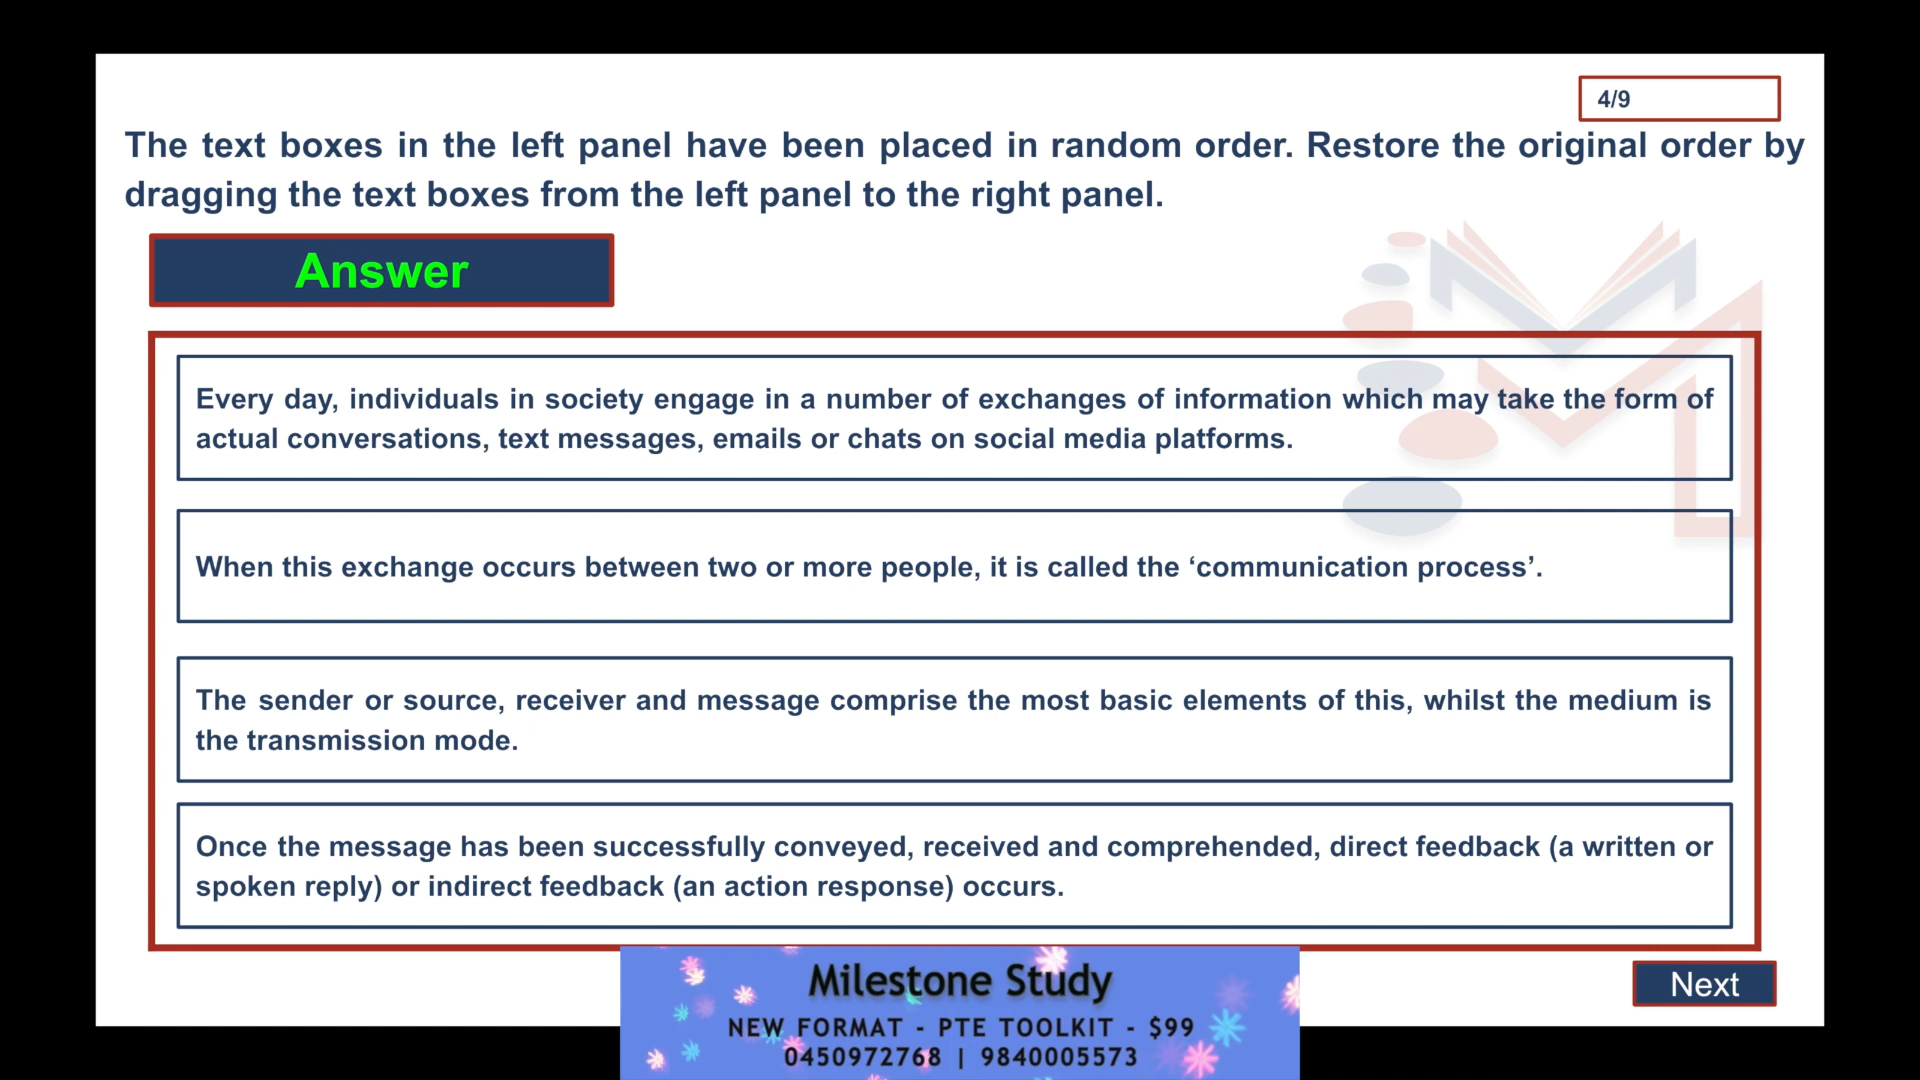 4/9
The text boxes in the left panel have been placed in random order. Restore the original order by
dragging the text boxes from the left panel to the right panel.
Answer
Every day, individuals in society engage in a number of exchanges of information which may take the form of
actual conversations, text messages, emails or chats on social media platforms.
When this exchange occurs between two or more people, it is called the ‘communication process’.
The sender or source, receiver and message comprise the most basic elements of this, whilst the medium is
the transmission mode.
Once the message has been successfully conveyed, received and comprehended, direct feedback (a written or
spoken reply) or indirect feedback (an action response) occurs.
Next
Milestone Study
NEW FORMAT - PTE TOOLKIT - $99
0450972768 | 9840005573